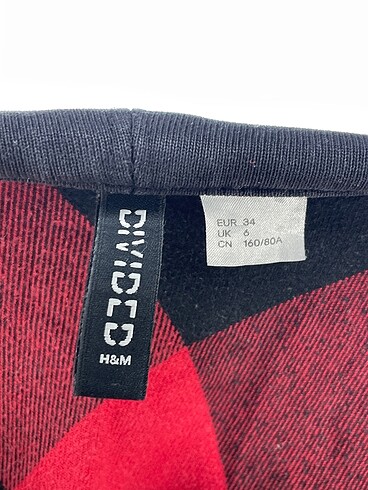 DIVIDED
H&M
EUR 34
UK 6
CN 160/80A